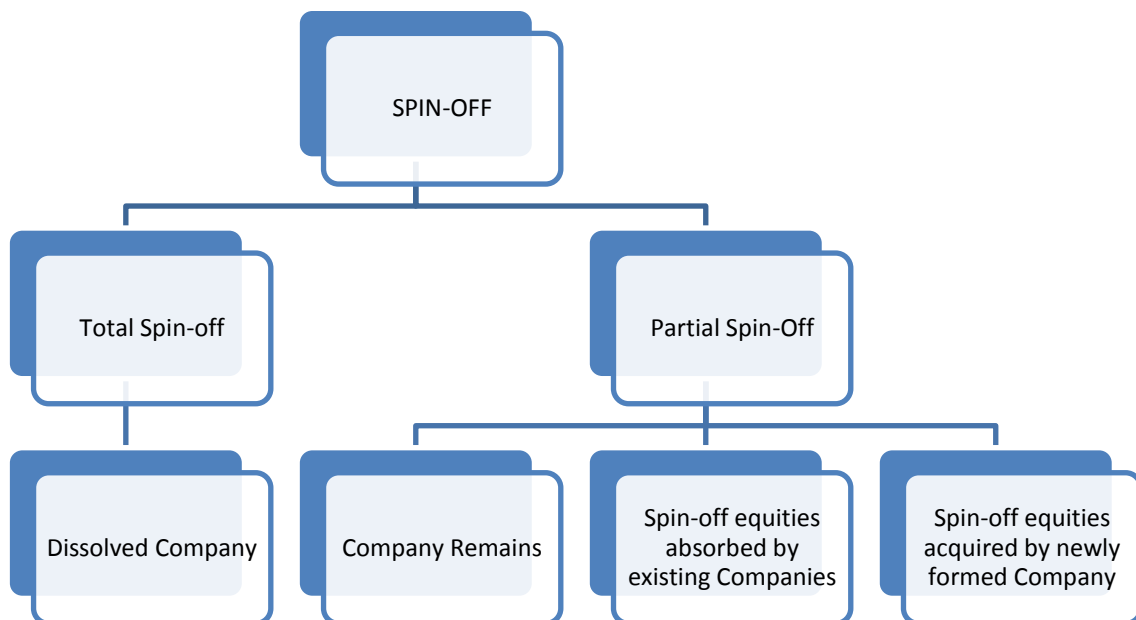 SPIN-OFF
Total Spin-off
Partial Spin-Off
Dissolved Company
Company Remains
Spin-off equities
absorbed by
existing Companies
Spin-off equities
acquired by newly
formed Company